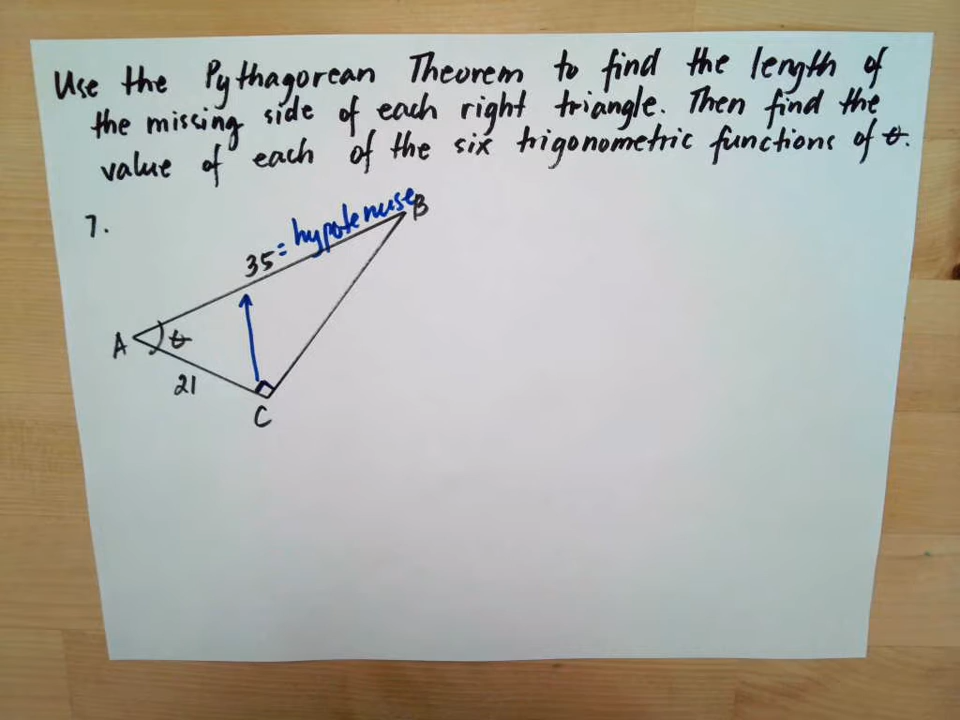 Use the Pythagorean Theorem to find the length of
the missing side of each right triangle. Then find the
value of each of the six trigonometric functions of θ.
7.
35 = hypotenuse
B
A
θ
21
C